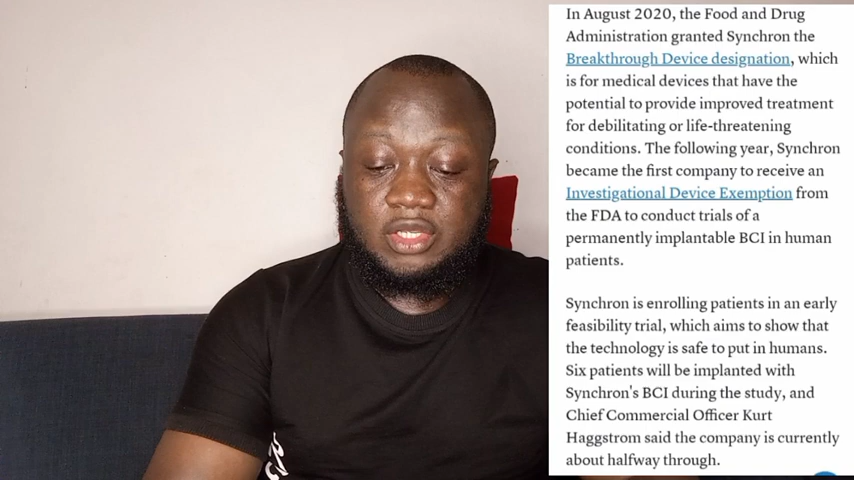 In August 2020, the Food and Drug
Administration granted Synchron the
Breakthrough Device designation, which
is for medical devices that have the
potential to provide improved treatment
for debilitating or life-threatening
conditions. The following year, Synchron
became the first company to receive an
Investigational Device Exemption from
the FDA to conduct trials of a
permanently implantable BCI in human
patients.
Synchron is enrolling patients in an early
feasibility trial, which aims to show that
the technology is safe to put in humans.
Six patients will be implanted with
Synchron's BCI during the study, and
Chief Commercial Officer Kurt
Haggstrom said the company is currently
about halfway through.